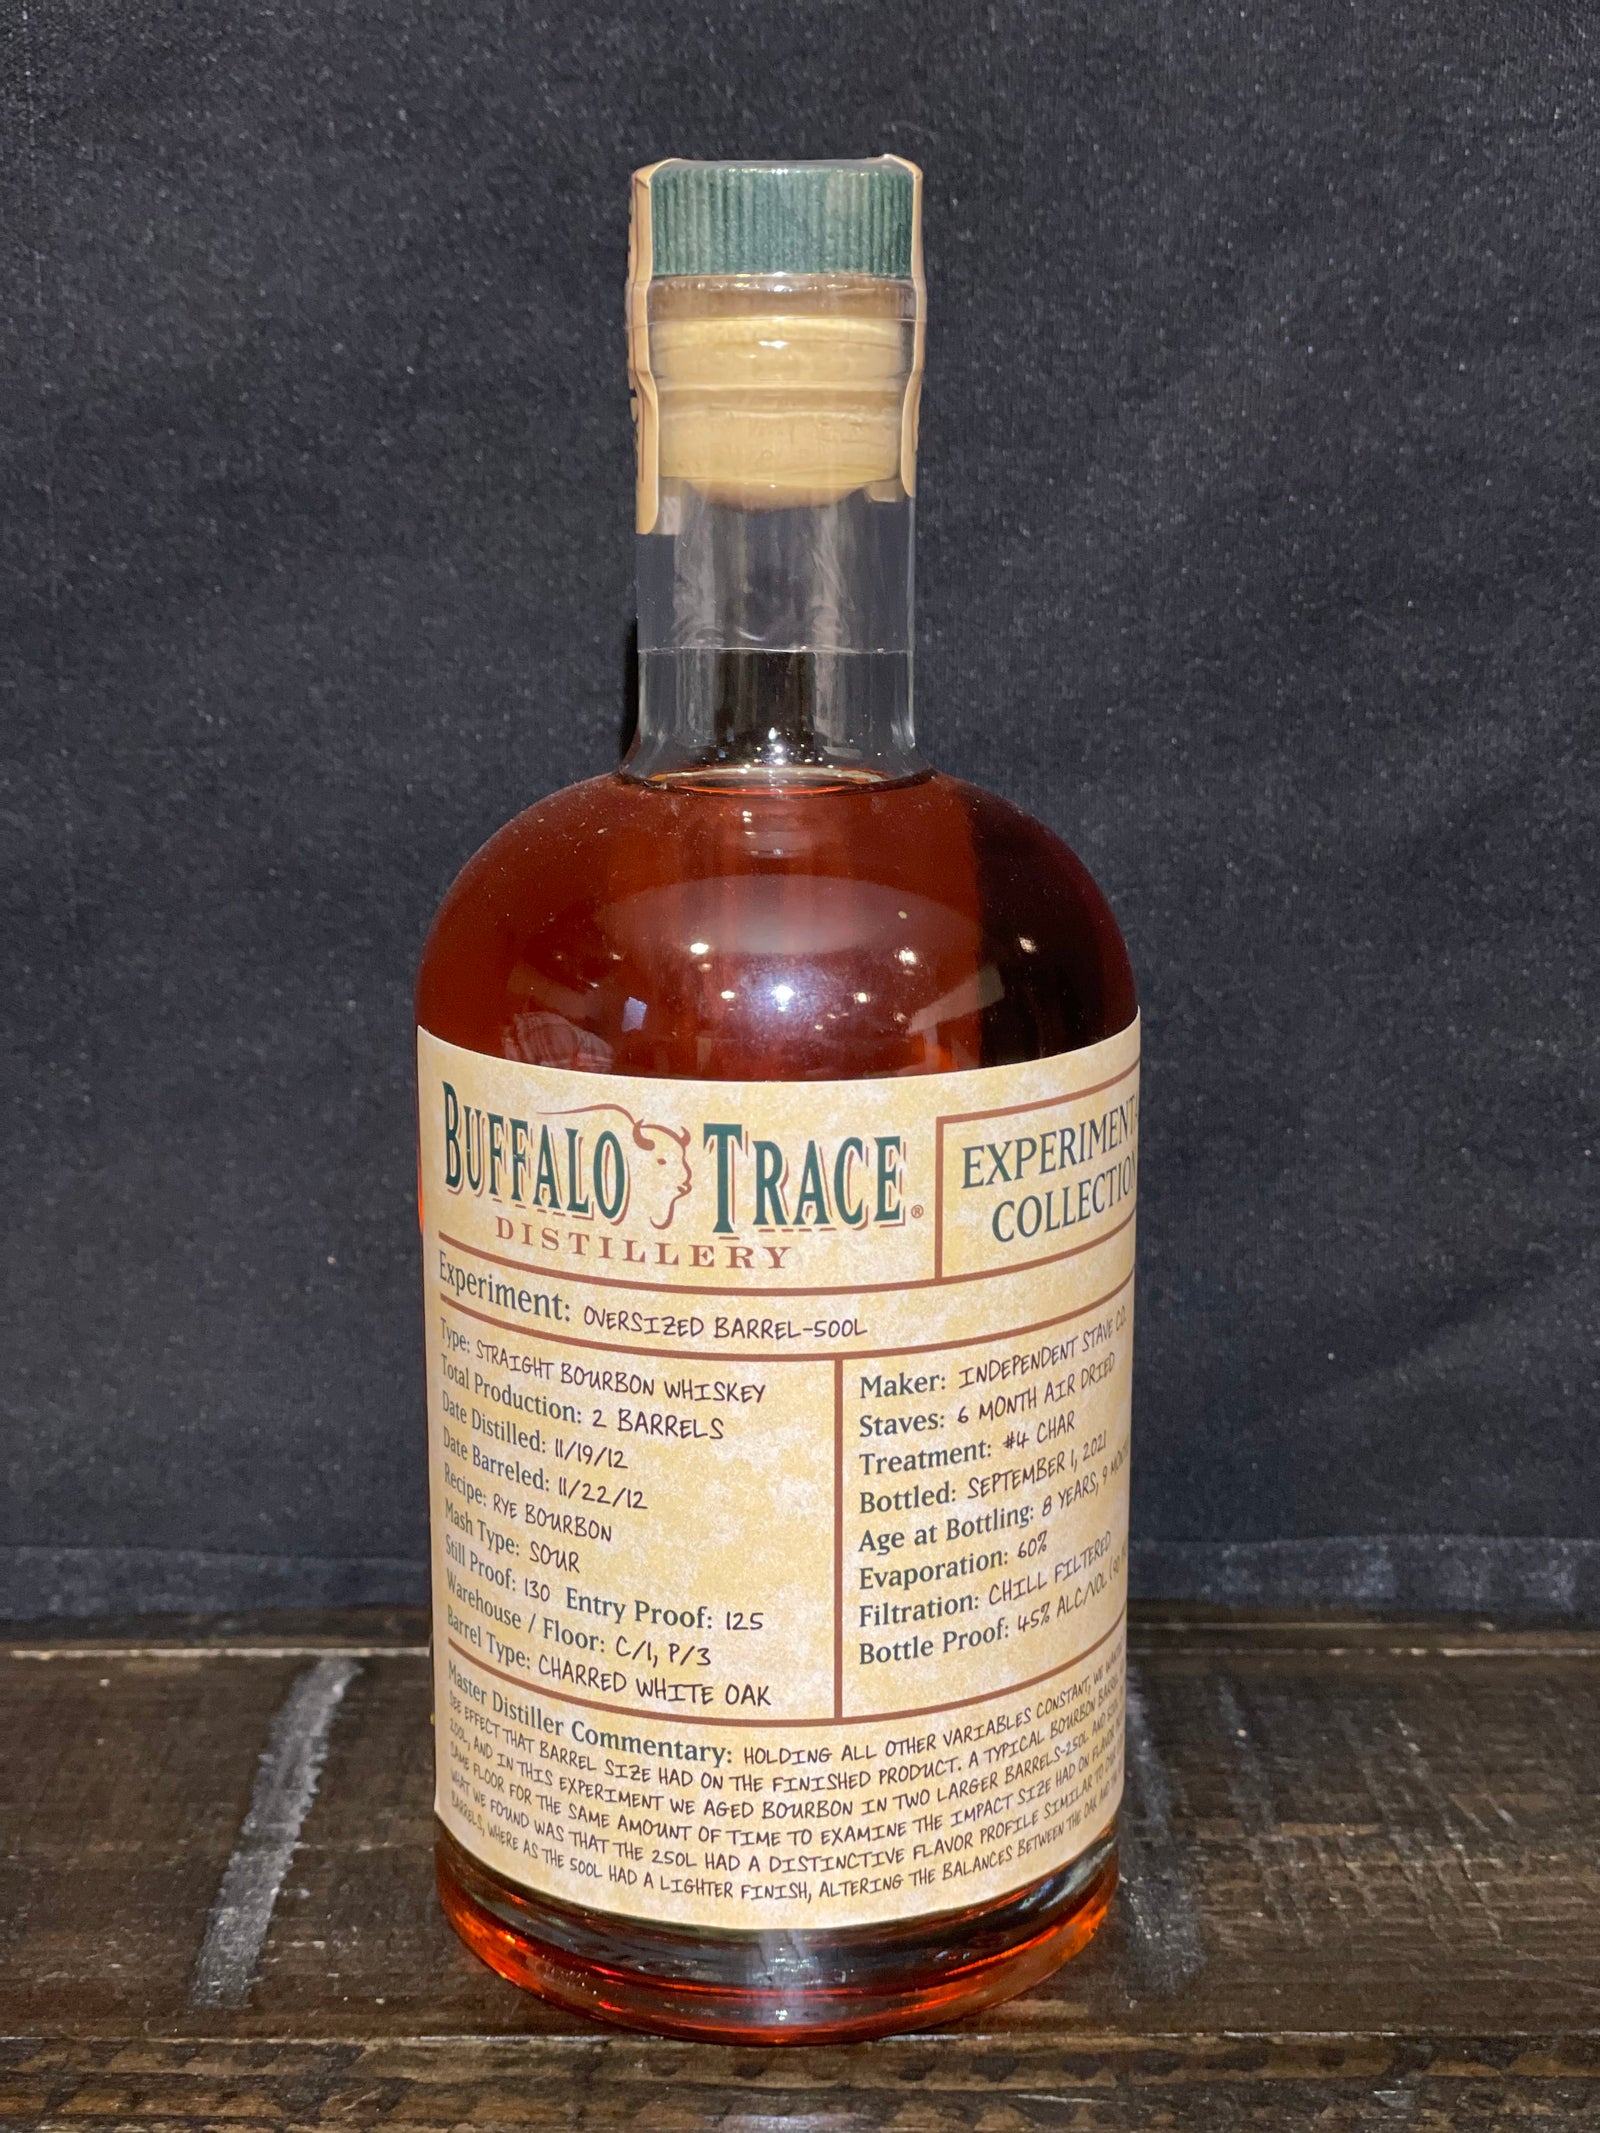 BUFFALO TRACE®
DISTILLERY
COLLECTION
Experiment: OVERSIZED BARREL-500L
Type: STRAIGHT BOURBON WHISKEY
Total Production: 2 BARRELS
Date Distilled: 11/19/12
Date Barreled: 11/22/12
Recipe: RYE BOURBON
Mash Type: SOUR
Still Proof: 130 Entry Proof: 125
Warehouse / Floor: C/1, P/3
Barrel Type: CHARRED WHITE OAK
Maker: INDEPENDENT STAVE CO.
Staves: 6 MONTH AIR DRIED
Treatment: #4 CHAR
Bottled: SEPTEMBER 1, 2021
Age at Bottling: 8 YEARS, 9
Evaporation: 60%
Filtration: CHILL FILTERED
Bottle Proof: 45% ALC/VOL
Master Distiller Commentary: HOLDING ALL OTHER VARIABLES CONSTANT, WE
SEE EFFECT THAT BARREL SIZE HAD ON THE FINISHED PRODUCT. A TYPICAL BOURBON BARREL
200L, AND IN THIS EXPERIMENT WE AGED BOURBON IN TWO LARGER BARRELS-250L AND
SAME FLOOR FOR THE SAME AMOUNT OF TIME TO EXAMINE THE IMPACT SIZE HAD ON FLAVOR.
WHAT WE FOUND WAS THAT THE 250L HAD A DISTINCTIVE FLAVOR PROFILE SIMILAR TO
BARRELS, WHERE AS THE 500L HAD A LIGHTER FINISH, ALTERING THE BALANCES BETWEEN THE OAK AND